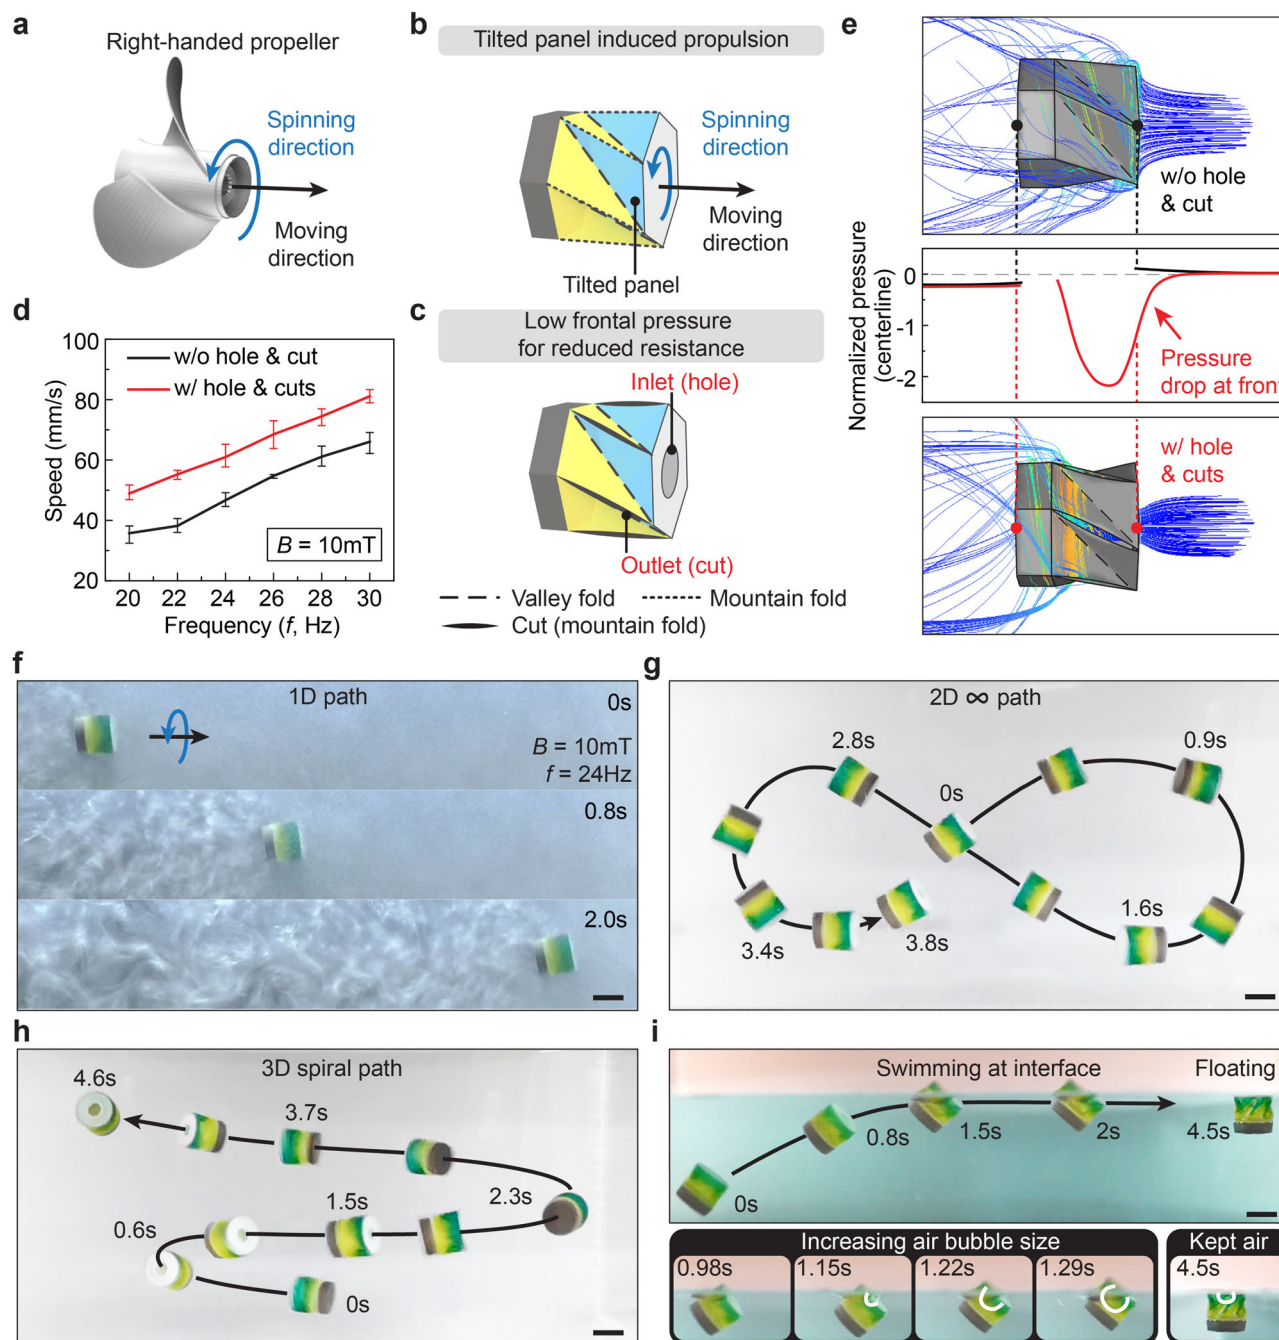 a
Right-handed propeller
Spinning
direction
Moving
direction
b
Tilted panel induced propulsion
Spinning
direction
Moving
direction
Tilted panel
c
Low frontal pressure
for reduced resistance
Inlet (hole)
Outlet (cut)
Valley fold
Mountain fold
Cut (mountain fold)
d
100
80
60
40
20
Speed (mm/s)
w/o hole & cut
w/ hole & cuts
B = 10mT
20 22 24 26 28 30
Frequency (f, Hz)
e
w/o hole
& cut
Normalized pressure
(centerline)
0
-1
-2
Pressure
drop at front
w/ hole
& cuts
f
1D path
0s
B = 10mT
f = 24Hz
0.8s
2.0s
g
2D ∞ path
2.8s
0.9s
0s
1.6s
3.4s
3.8s
h
3D spiral path
4.6s
3.7s
2.3s
1.5s
0.6s
0s
i
Swimming at interface
Floating
0s
0.8s
1.5s
2s
4.5s
Increasing air bubble size
Kept air
0.98s
1.15s
1.22s
1.29s
4.5s